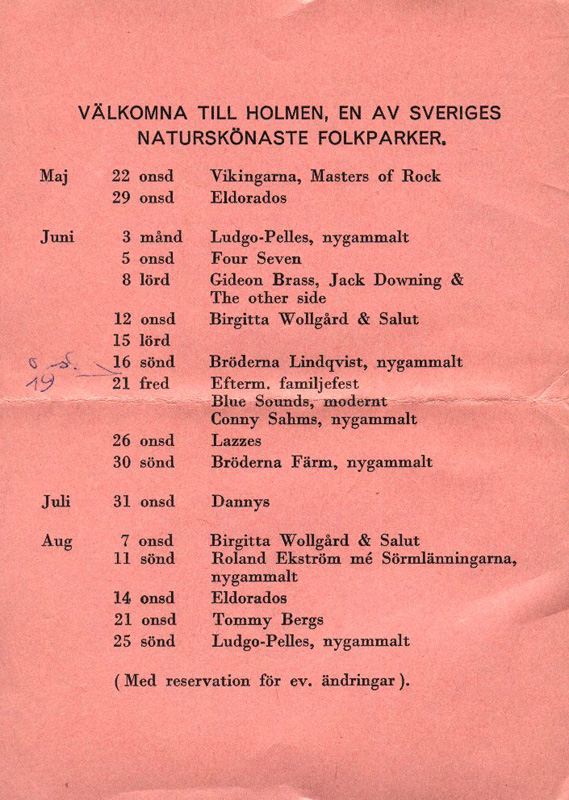 VÄLKOMNA TILL HOLMEN, EN AV SVERIGES
NATURSKÖNASTE FOLKPARKER.
Maj 22 onsd Vikingarna, Masters of Rock
29 onsd Eldorados
Juni 3 månd Ludgo-Pelles, nygammalt
5 onsd Four Seven
8 lörd Gideon Brass, Jack Downing &
The other side
12 onsd Birgitta Wollgård & Salut
15 lörd
16 sönd Bröderna Lindqvist, nygammalt
19
21 fred Efterm. familjefest
Blue Sounds, modernt
Conny Sahms, nygammalt
26 onsd Lazzes
30 sönd Bröderna Färm, nygammalt
Juli 31 onsd Dannys
Aug 7 onsd Birgitta Wollgård & Salut
11 sönd Roland Ekström mé Sörmlänningarna,
nygammalt
14 onsd Eldorados
21 onsd Tommy Bergs
25 sönd Ludgo-Pelles, nygammalt
(Med reservation för ev. ändringar).